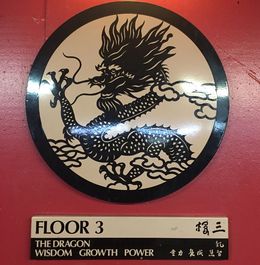 FLOOR 3 樓三
THE DRAGON
WISDOM GROWTH POWER